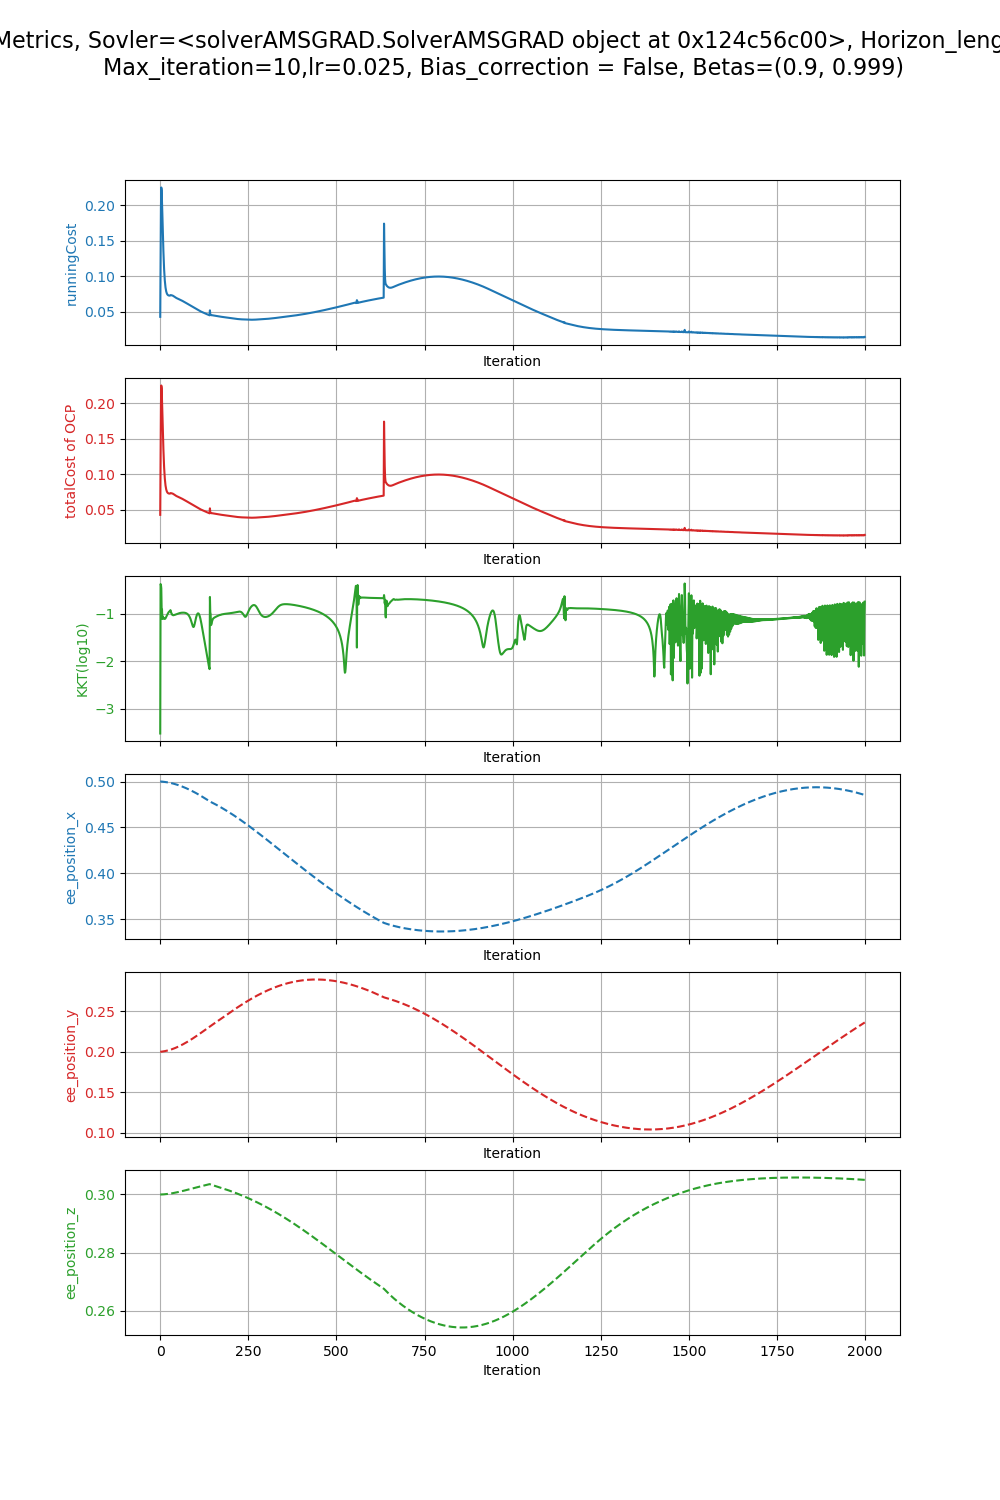 Metrics, Sovler=<solverAMSGRAD.SolverAMSGRAD object at 0x124c56c00>, Horizon_leng
Max_iteration=10,lr=0.025, Bias_correction = False, Betas=(0.9, 0.999)
runningCost
0.20
0.15
0.10
0.05
Iteration
totalCost of OCP
0.20
0.15
0.10
0.05
Iteration
KKT(log10)
−1
−2
−3
Iteration
ee_position_x
0.50
0.45
0.40
0.35
Iteration
ee_position_y
0.25
0.20
0.15
0.10
Iteration
ee_position_z
0.30
0.28
0.26
0 250 500 750 1000 1250 1500 1750 2000
Iteration